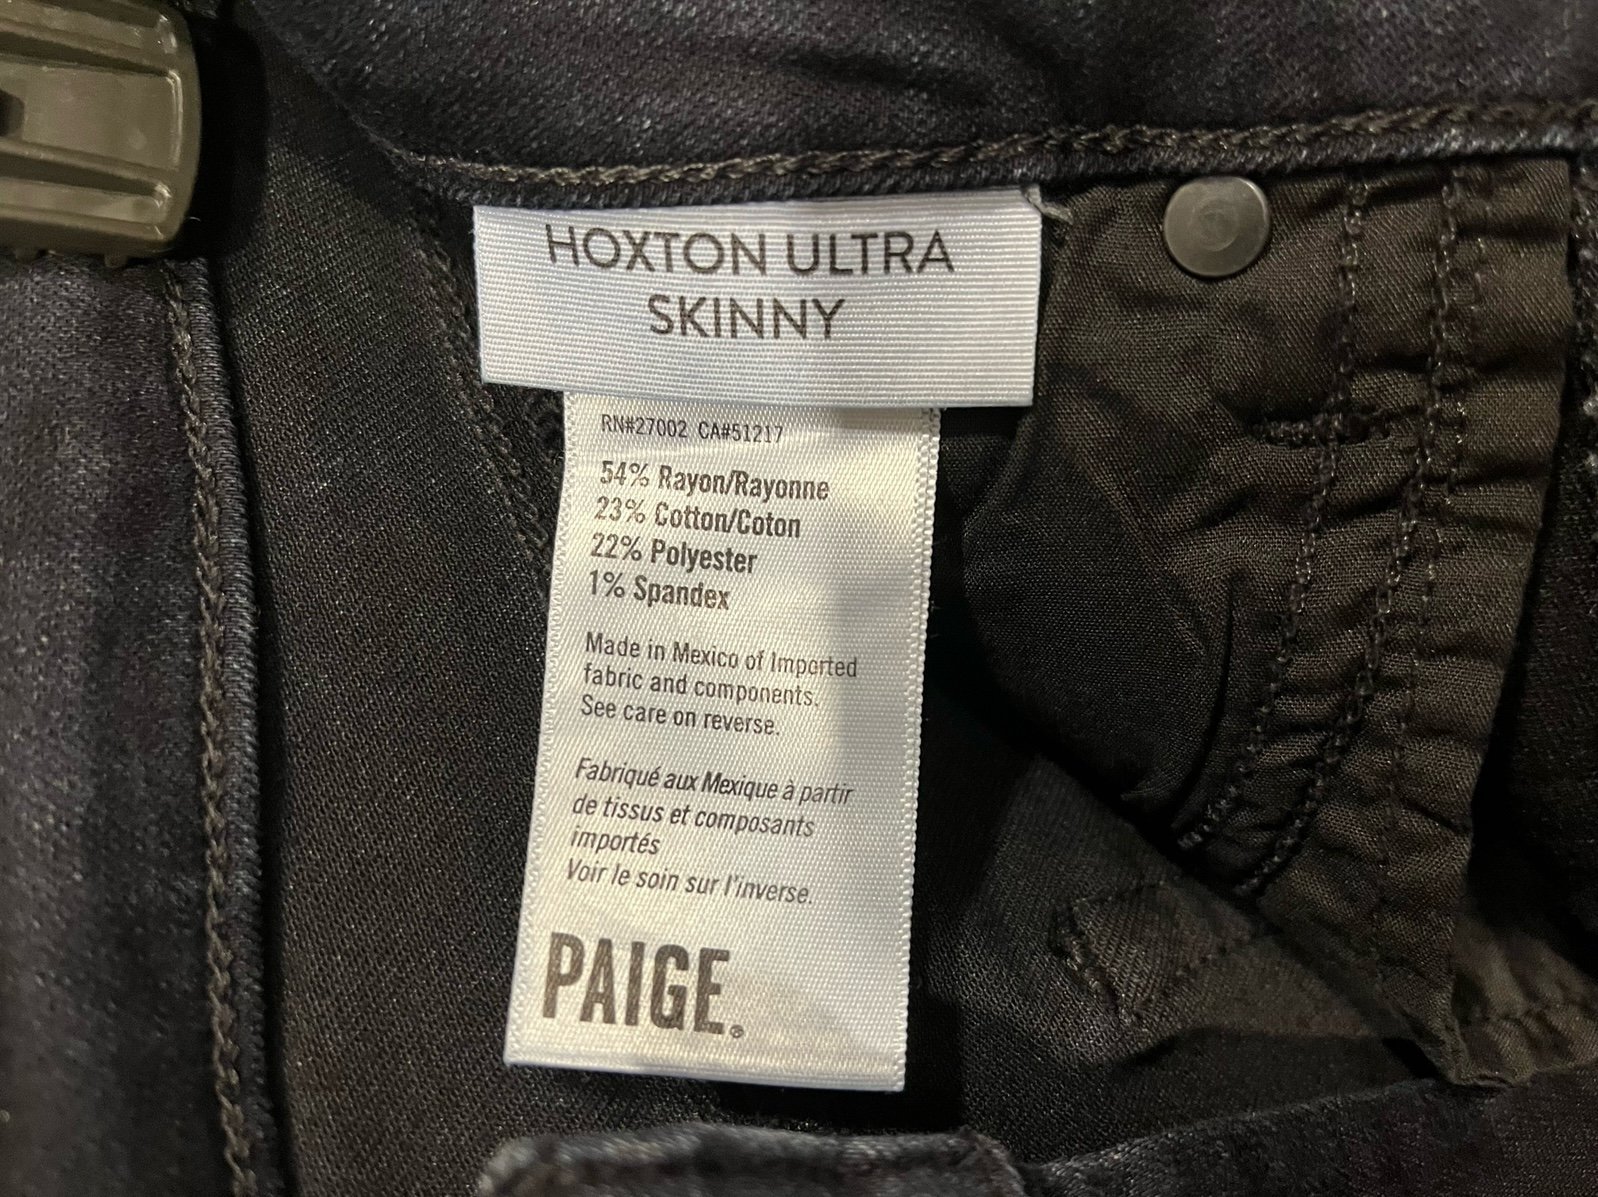 HOXTON ULTRA
SKINNY
RN#27002 CA#51217
54% Rayon/Rayonne
23% Cotton/Coton
22% Polyester
1% Spandex
Made in Mexico of Imported
fabric and components.
See care on reverse.
Fabriqué aux Mexique à partir
de tissus et composants
importés
Voir le soin sur l'inverse.
PAIGE®